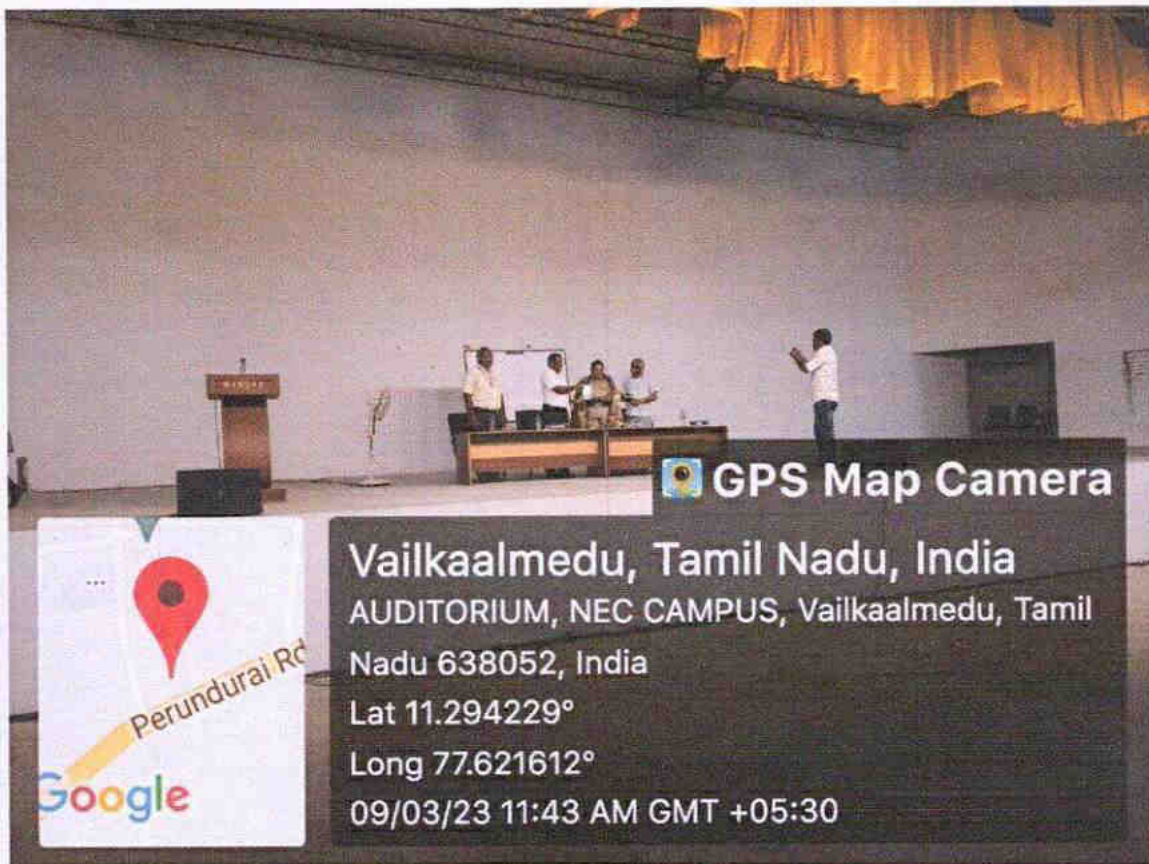 GPS Map Camera
Vailkaalmedu, Tamil Nadu, India
AUDITORIUM, NEC CAMPUS, Vailkaalmedu, Tamil
Nadu 638052, India
Lat 11.294229°
Long 77.621612°
09/03/23 11:43 AM GMT +05:30
Perundurai Rd
Google